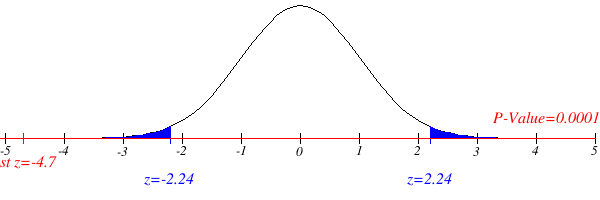 P-Value=0.0001
-5 -4 -3 -2 -1 0 1 2 3 4 5
st z=-4.7
z=-2.24 z=2.24